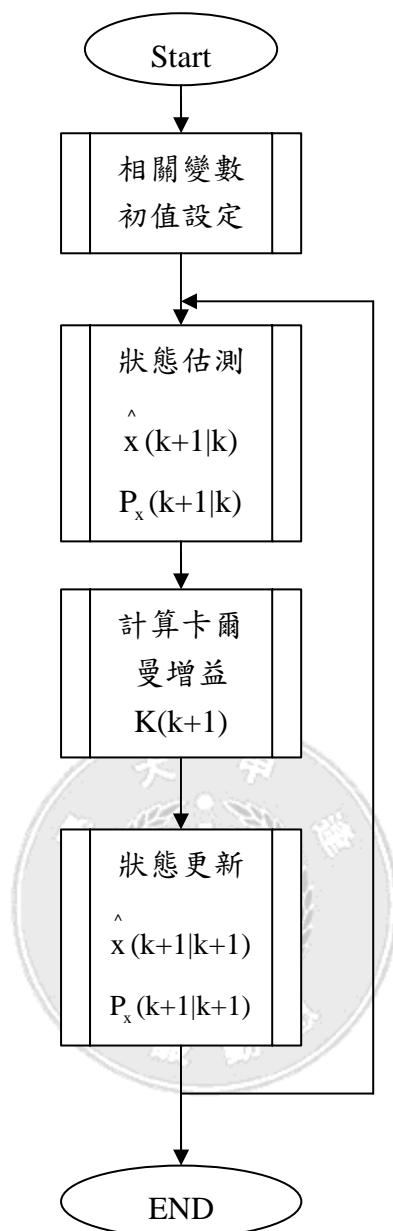 Start
相關變數
初值設定
狀態估測
^
x(k+1|k)
Pₓ(k+1|k)
計算卡爾
曼增益
K(k+1)
狀態更新
^
x(k+1|k+1)
Pₓ(k+1|k+1)
END